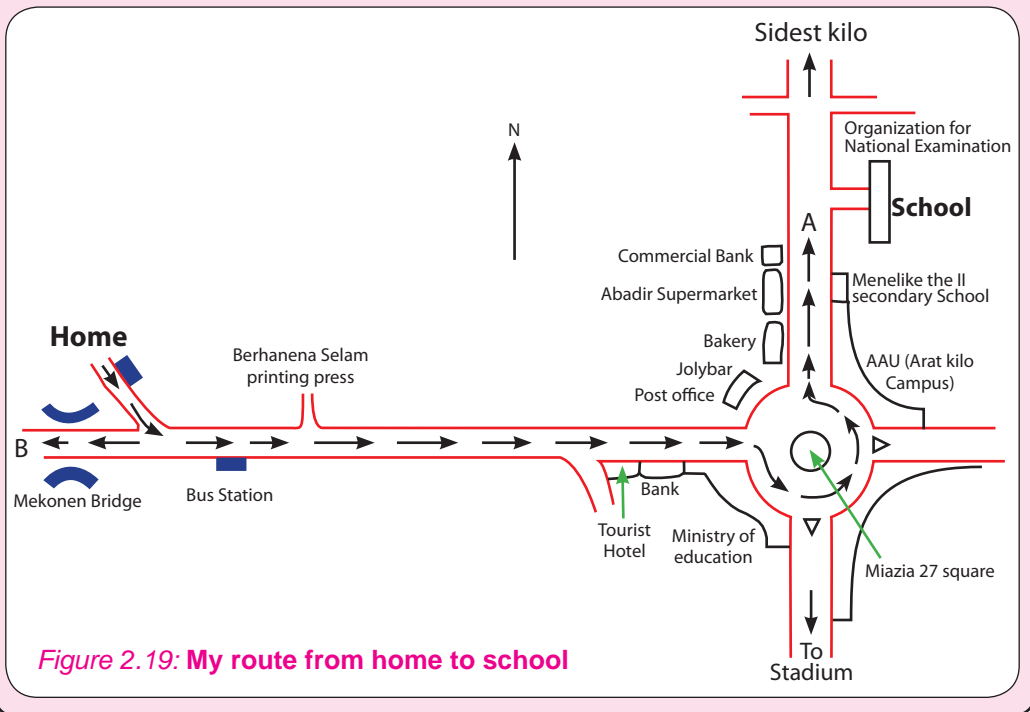 Sidest kilo
N
Organization for
National Examination
School
A
Commercial Bank
Abadir Supermarket
Menelike the II
secondary School
Home
Berhanena Selam
printing press
Bakery
AAU (Arat kilo
Campus)
Jolybar
Post office
B
Mekonen Bridge
Bus Station
Bank
Tourist
Hotel
Ministry of
education
Miazia 27 square
To
Stadium
Figure 2.19: My route from home to school